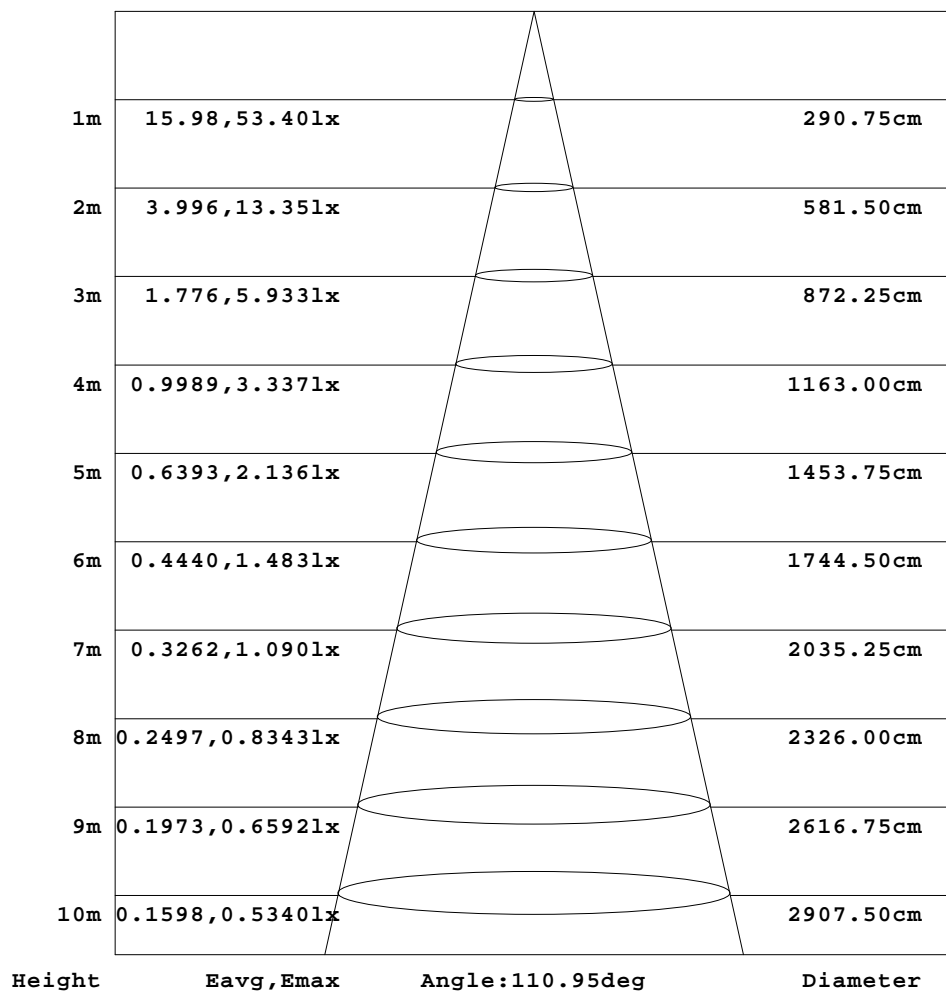 1m 15.98,53.40lx 290.75cm
2m 3.996,13.35lx 581.50cm
3m 1.776,5.933lx 872.25cm
4m 0.9989,3.337lx 1163.00cm
5m 0.6393,2.136lx 1453.75cm
6m 0.4440,1.483lx 1744.50cm
7m 0.3262,1.090lx 2035.25cm
8m 0.2497,0.8343lx 2326.00cm
9m 0.1973,0.6592lx 2616.75cm
10m 0.1598,0.5340lx 2907.50cm
Height Eavg,Emax Angle:110.95deg Diameter